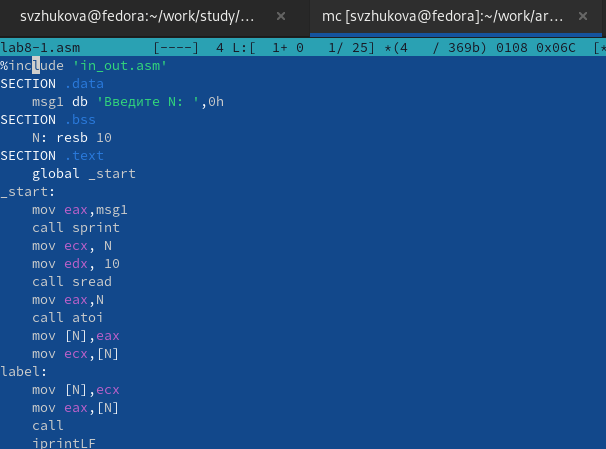 svzhukova@fedora:~/work/study/... × mc [svzhukova@fedora]:~/work/ar... ×
lab8-1.asm [----] 4 L:[ 1+ 0 1/ 25] *(4 / 369b) 0108 0x06C [*
%include 'in_out.asm'
SECTION .data
msg1 db 'Введите N: ',0h
SECTION .bss
N: resb 10
SECTION .text
global _start
_start:
mov eax,msg1
call sprint
mov ecx, N
mov edx, 10
call sread
mov eax,N
call atoi
mov [N],eax
mov ecx,[N]
label:
mov [N],ecx
mov eax,[N]
call
iprintLF